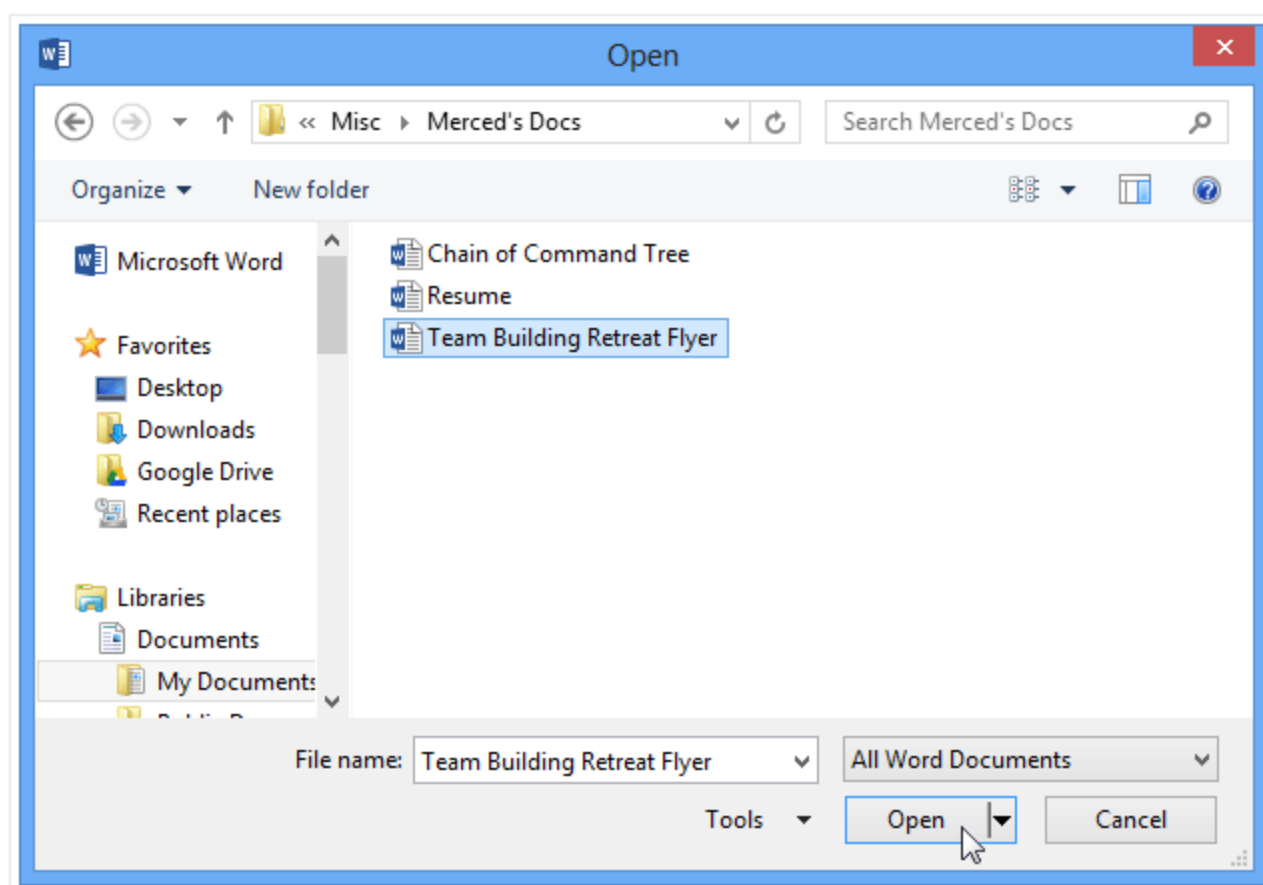 Open
« Misc Merced's Docs
Search Merced's Docs
Organize
New folder
Microsoft Word
Favorites
Desktop
Downloads
Google Drive
Recent places
Libraries
Documents
My Documents
Chain of Command Tree
Resume
Team Building Retreat Flyer
File name: Team Building Retreat Flyer
All Word Documents
Tools
Open
Cancel